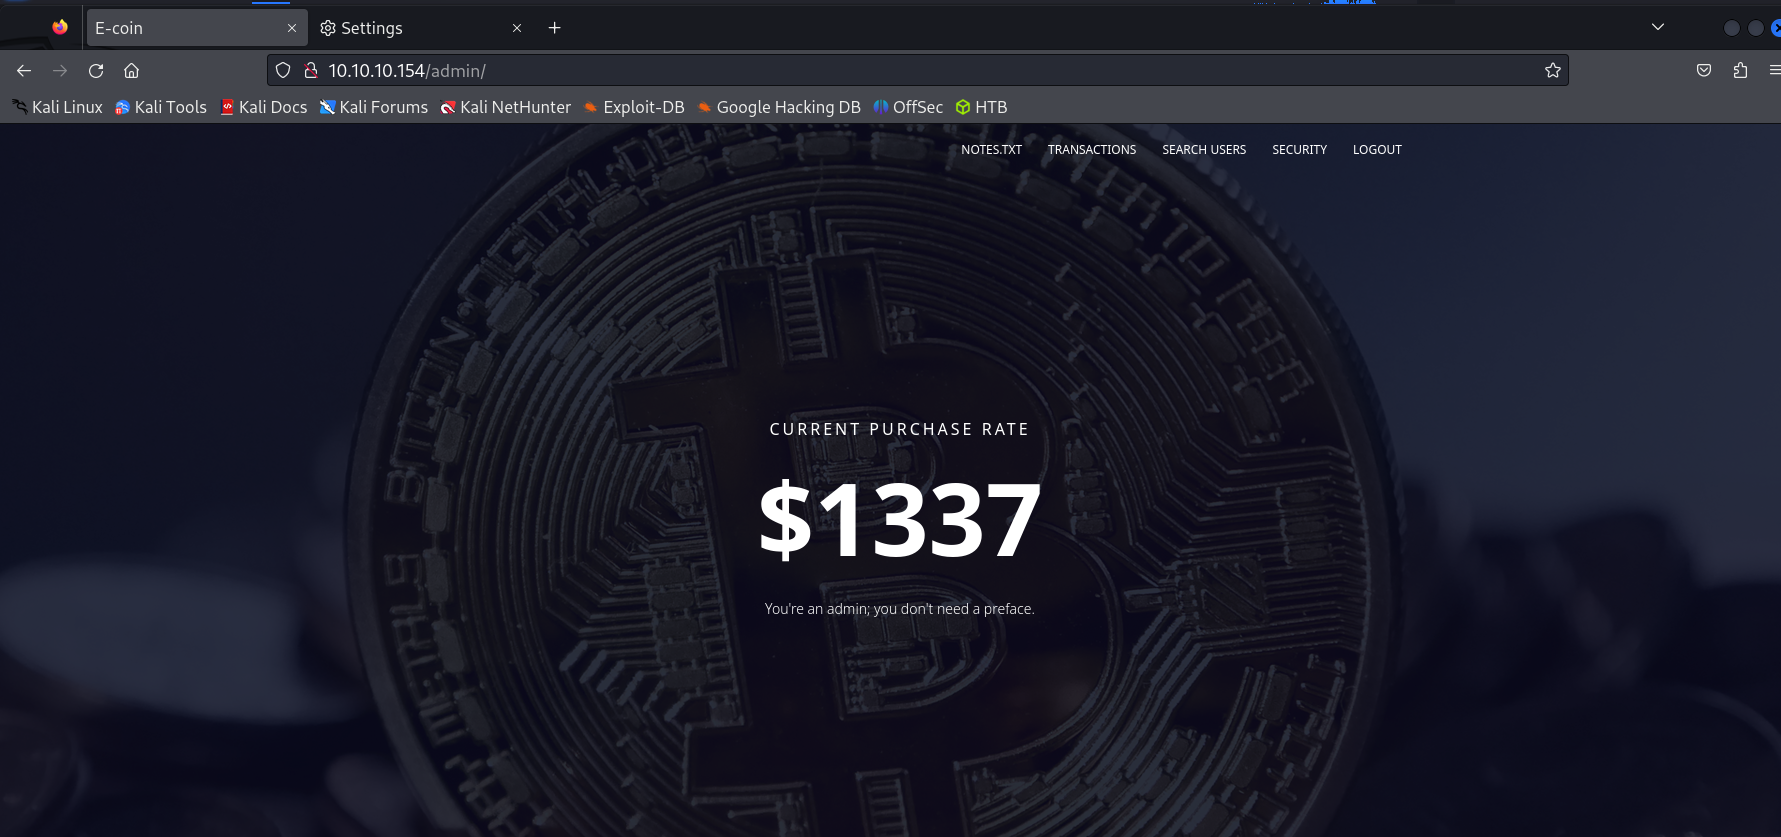 E-coin
Settings
10.10.10.154/admin/
Kali Linux Kali Tools Kali Docs Kali Forums Kali NetHunter Exploit-DB Google Hacking DB OffSec HTB
NOTES.TXT TRANSACTIONS SEARCH USERS SECURITY LOGOUT
CURRENT PURCHASE RATE
$1337
You're an admin; you don't need a preface.